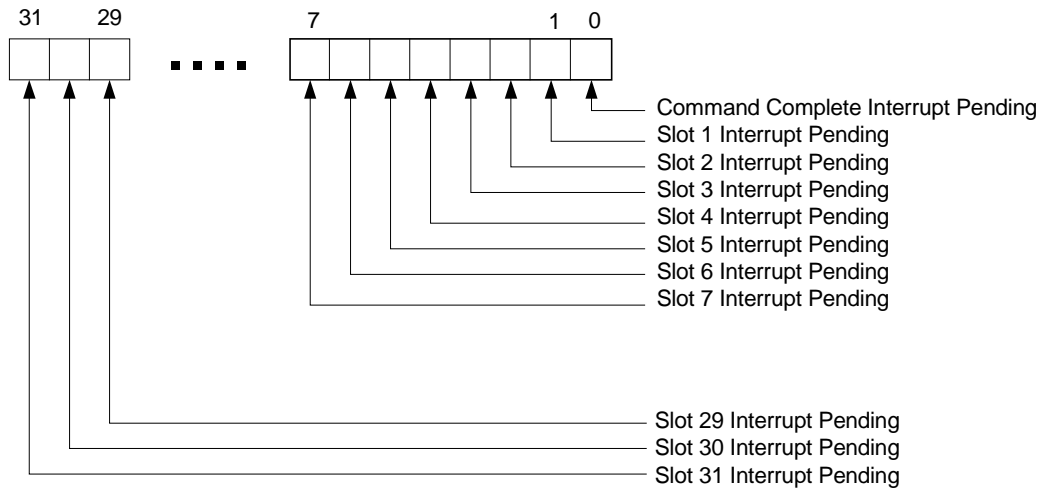 31 29 7 1 0
Command Complete Interrupt Pending
Slot 1 Interrupt Pending
Slot 2 Interrupt Pending
Slot 3 Interrupt Pending
Slot 4 Interrupt Pending
Slot 5 Interrupt Pending
Slot 6 Interrupt Pending
Slot 7 Interrupt Pending
Slot 29 Interrupt Pending
Slot 30 Interrupt Pending
Slot 31 Interrupt Pending